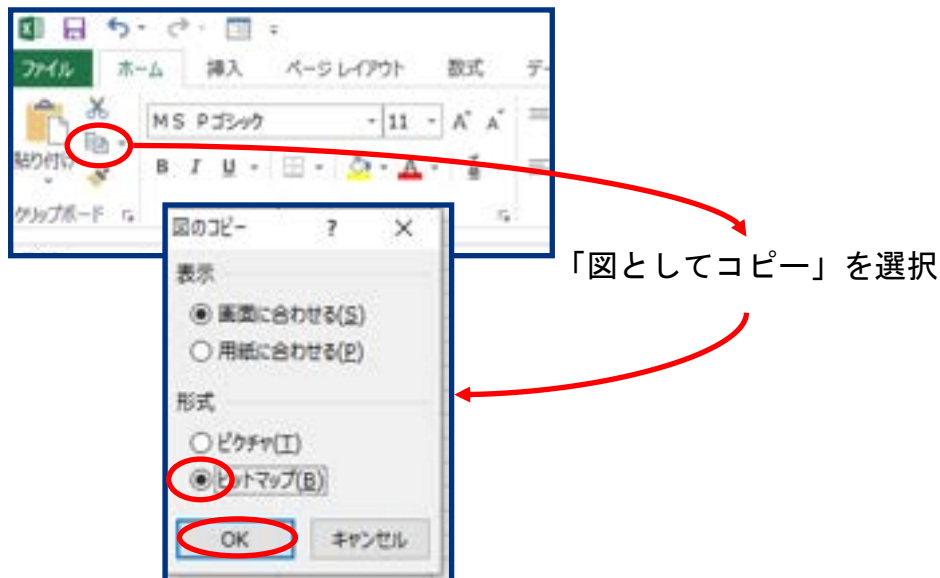 ファイル ホーム 挿入 ページ レイアウト 数式 デー
MS Pゴシック 11 A A
貼り付け B I U A
クリップボード
図のコピー ? ×
表示
画面に合わせる(S)
用紙に合わせる(P)
「図としてコピー」を選択
形式
ピクチャ(T)
ビットマップ(B)
OK キャンセル